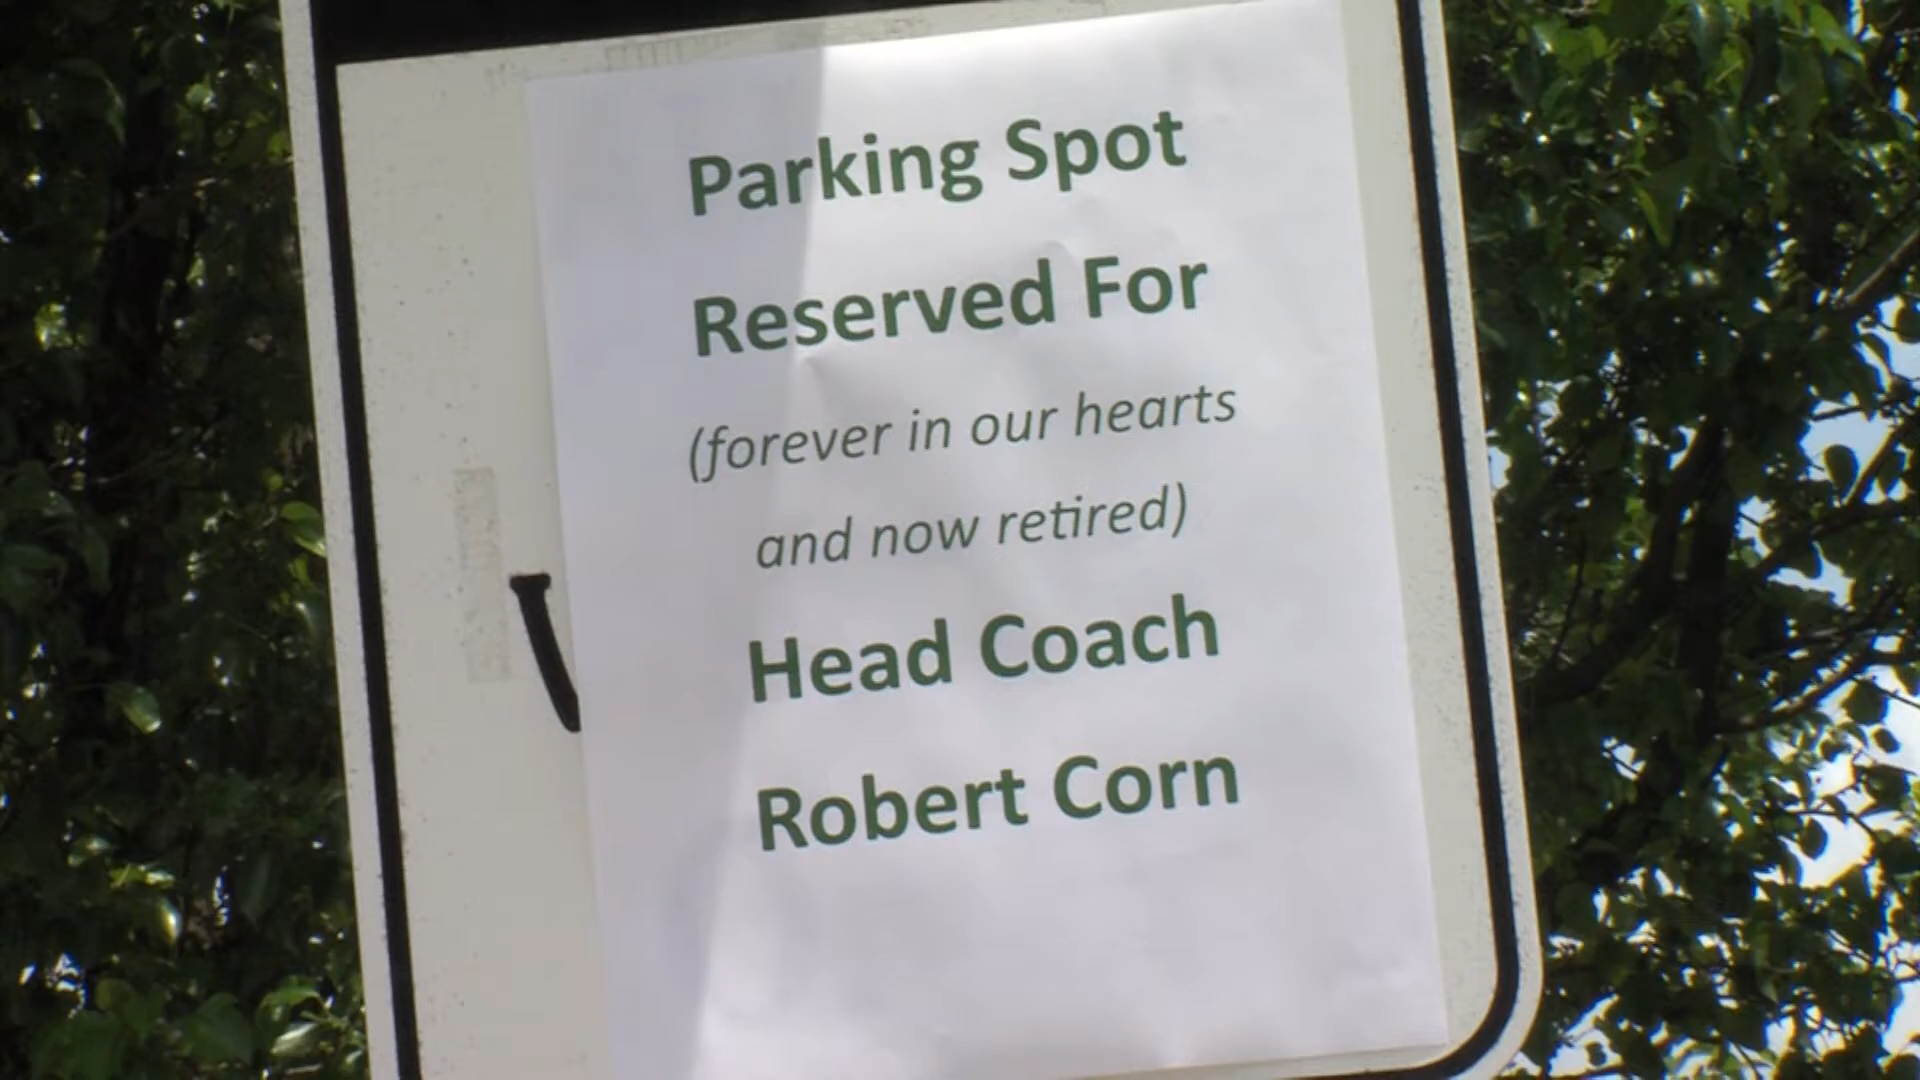 Parking Spot
Reserved For
(forever in our hearts
and now retired)
Head Coach
Robert Corn